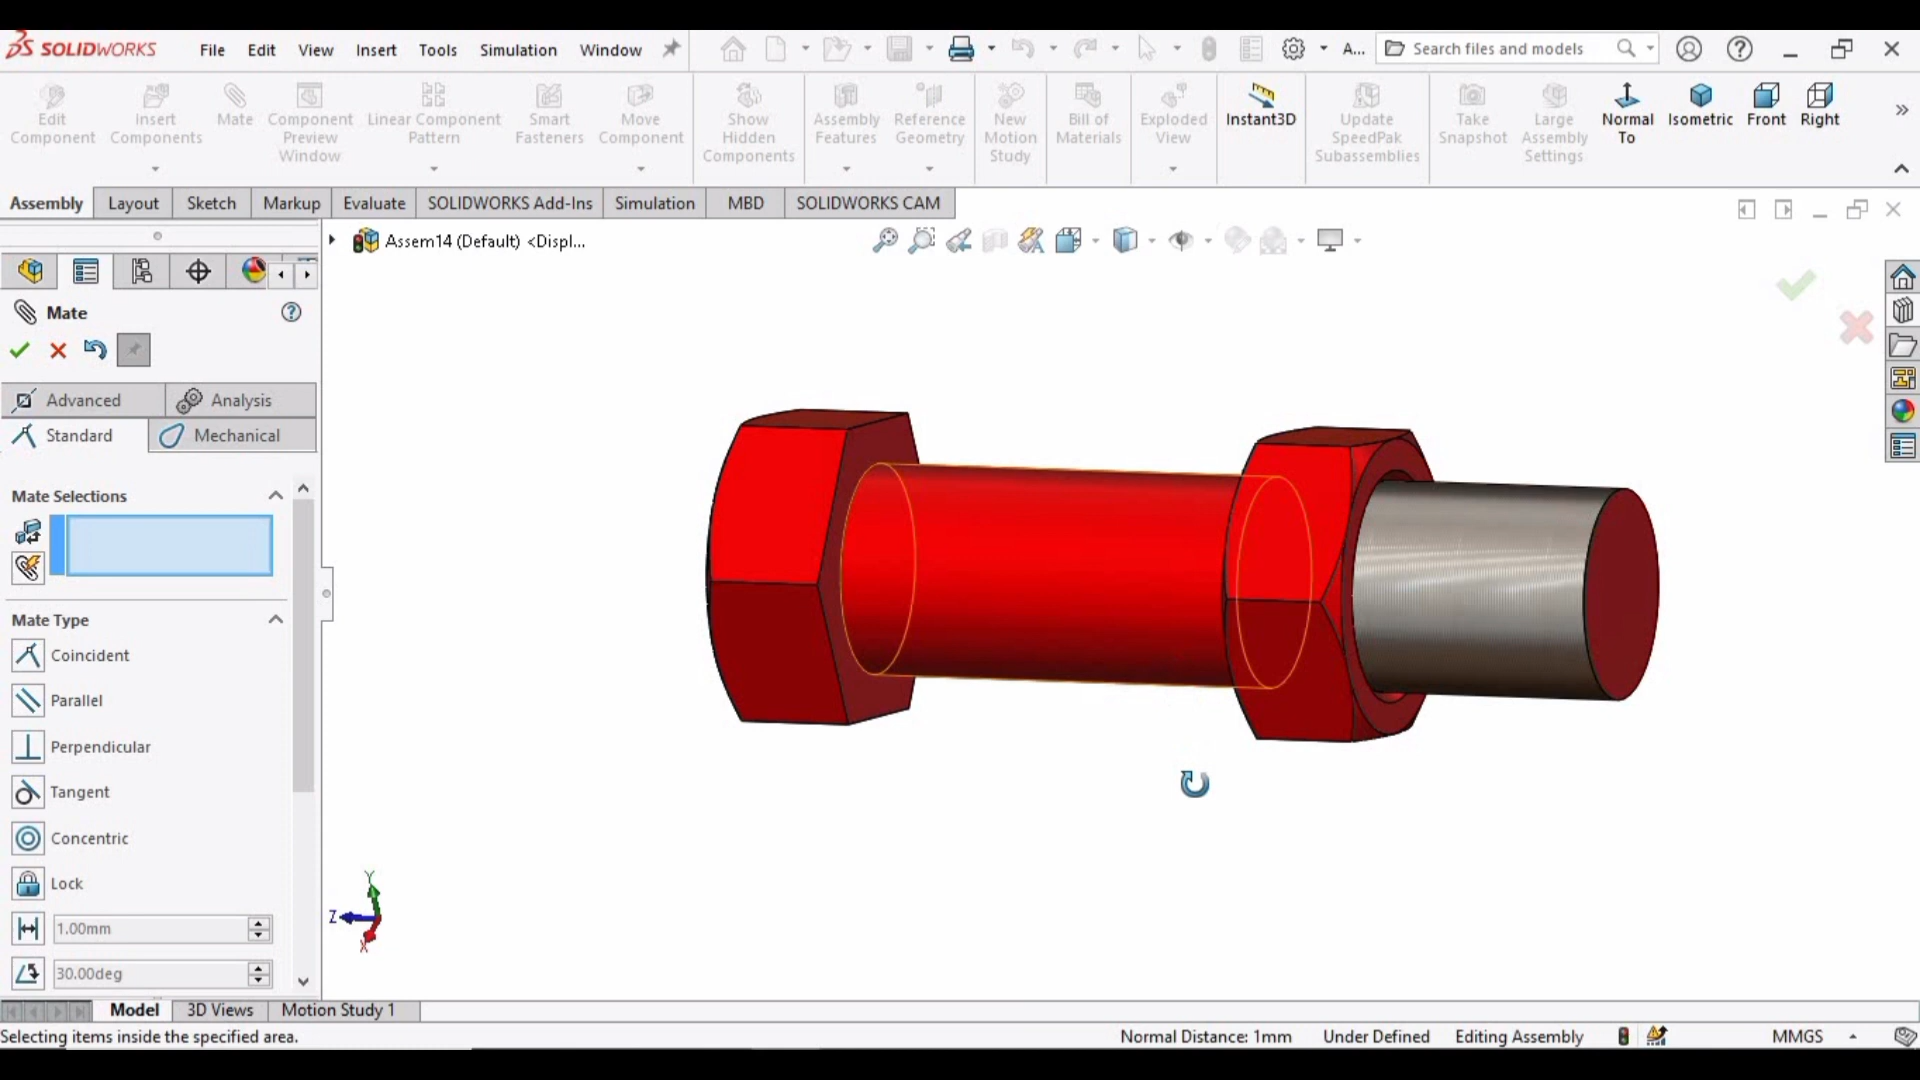 SOLIDWORKS File Edit View Insert Tools Simulation Window A... Search files and models
Edit Component
Insert Components
Mate
Component Preview Window
Linear Component Pattern
Smart Fasteners
Move Component
Show Hidden Components
Assembly Features
Reference Geometry
New Motion Study
Bill of Materials
Exploded View
Instant3D
Update SpeedPak Subassemblies
Take Snapshot
Large Assembly Settings
Normal To
Isometric
Front
Right
Assembly Layout Sketch Markup Evaluate SOLIDWORKS Add-Ins Simulation MBD SOLIDWORKS CAM
Assem14 (Default) <Displ...
Mate
Advanced Analysis
Standard Mechanical
Mate Selections
Mate Type
Coincident
Parallel
Perpendicular
Tangent
Concentric
Lock
1.00mm
30.00deg
Y
Z
X
Model 3D Views Motion Study 1
Selecting items inside the specified area. Normal Distance: 1mm Under Defined Editing Assembly MMGS